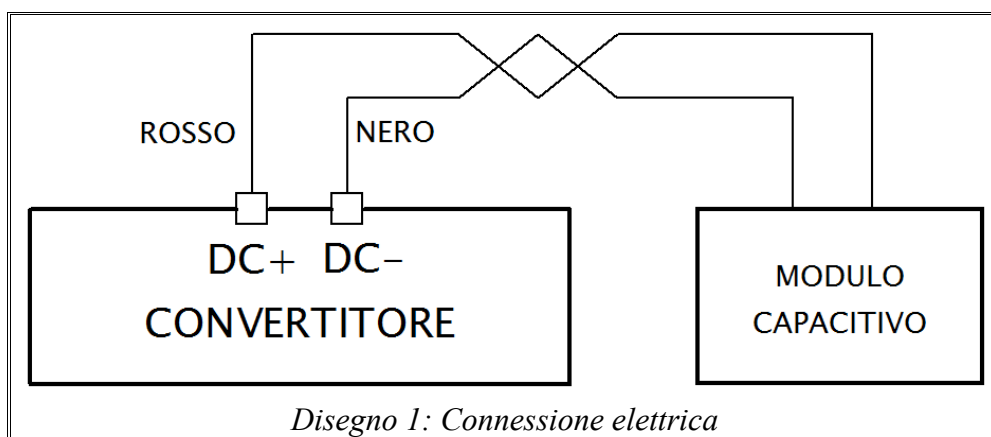 ROSSO
NERO
DC+ DC-
CONVERTITORE
MODULO
CAPACITIVO
Disegno 1: Connessione elettrica